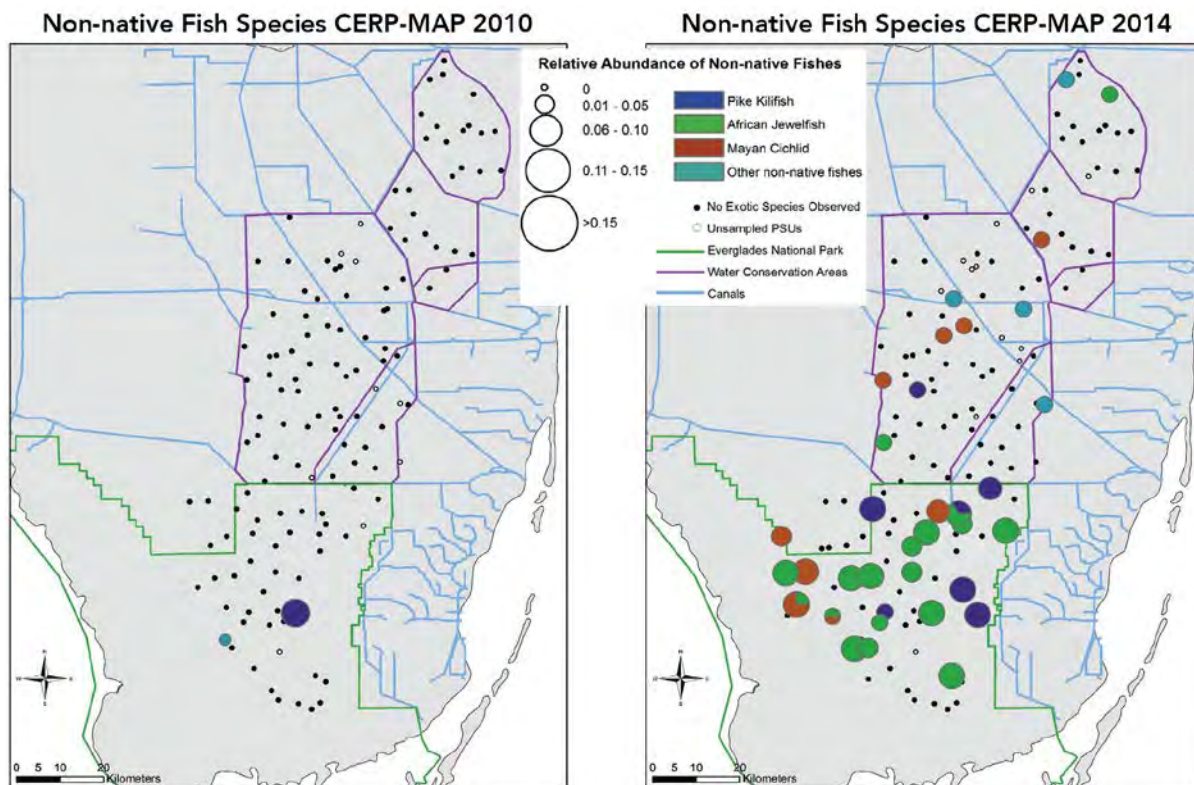 Non-native Fish Species CERP-MAP 2010
Non-native Fish Species CERP-MAP 2014
Relative Abundance of Non-native Fishes
0
0.01 - 0.05
0.06 - 0.10
0.11 - 0.15
>0.15
Pike Kilifish
African Jewelfish
Mayan Cichlid
Other non-native fishes
No Exotic Species Observed
Unsampled PSUs
Everglades National Park
Water Conservation Areas
Canals
N
W E
S
0 5 10 20
Kilometers
N
W E
S
0 5 10 20
Kilometers